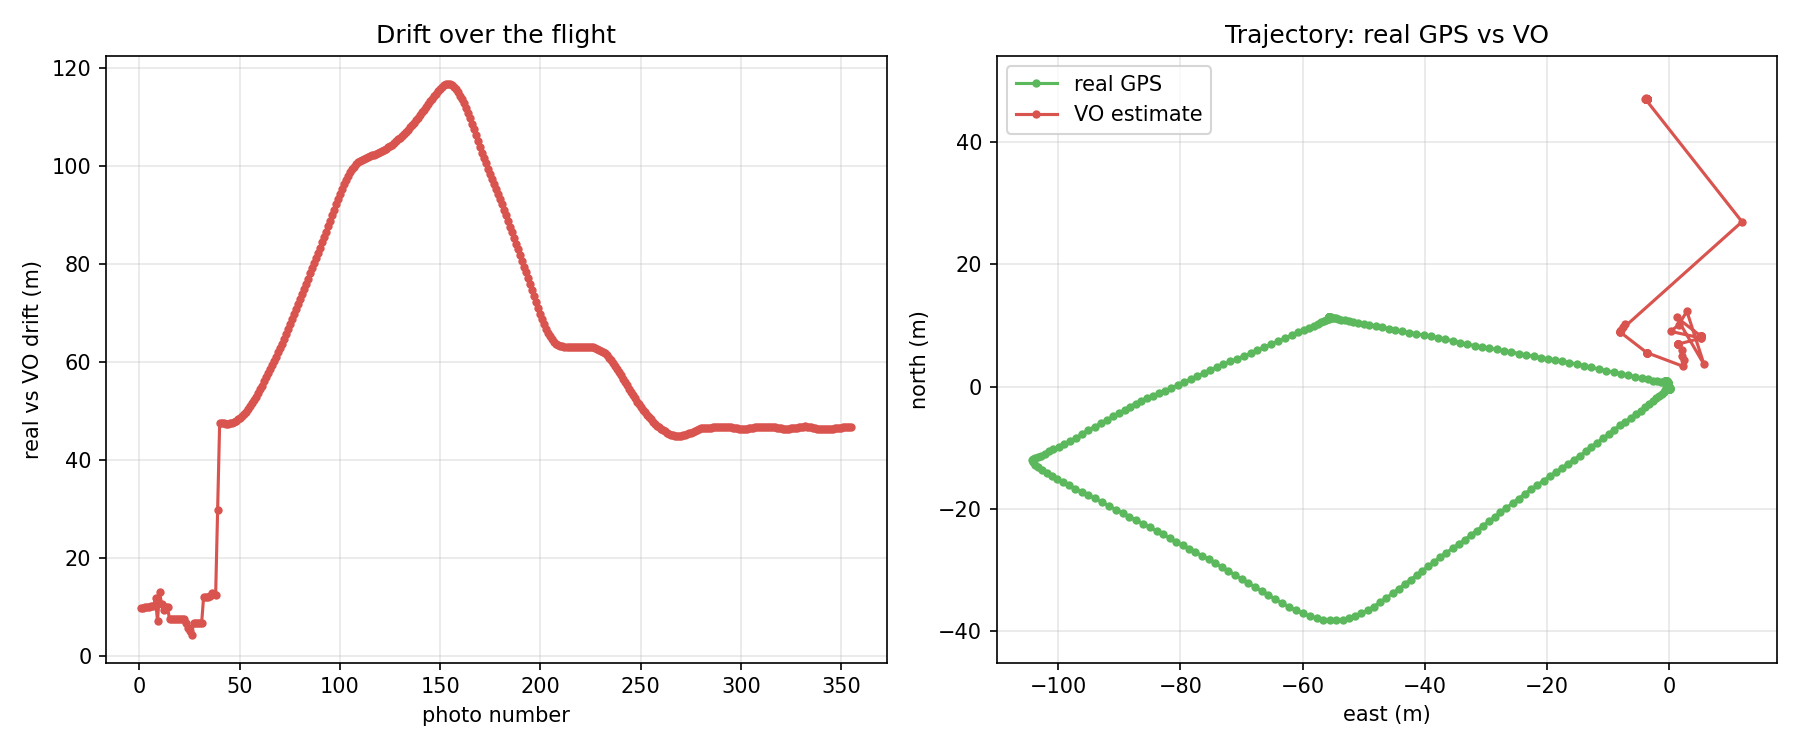 Drift over the flight
real vs VO drift (m)
120
100
80
60
40
20
0
0 50 100 150 200 250 300 350
photo number
Trajectory: real GPS vs VO
real GPS
VO estimate
north (m)
40
20
0
−20
−40
−100 −80 −60 −40 −20 0
east (m)